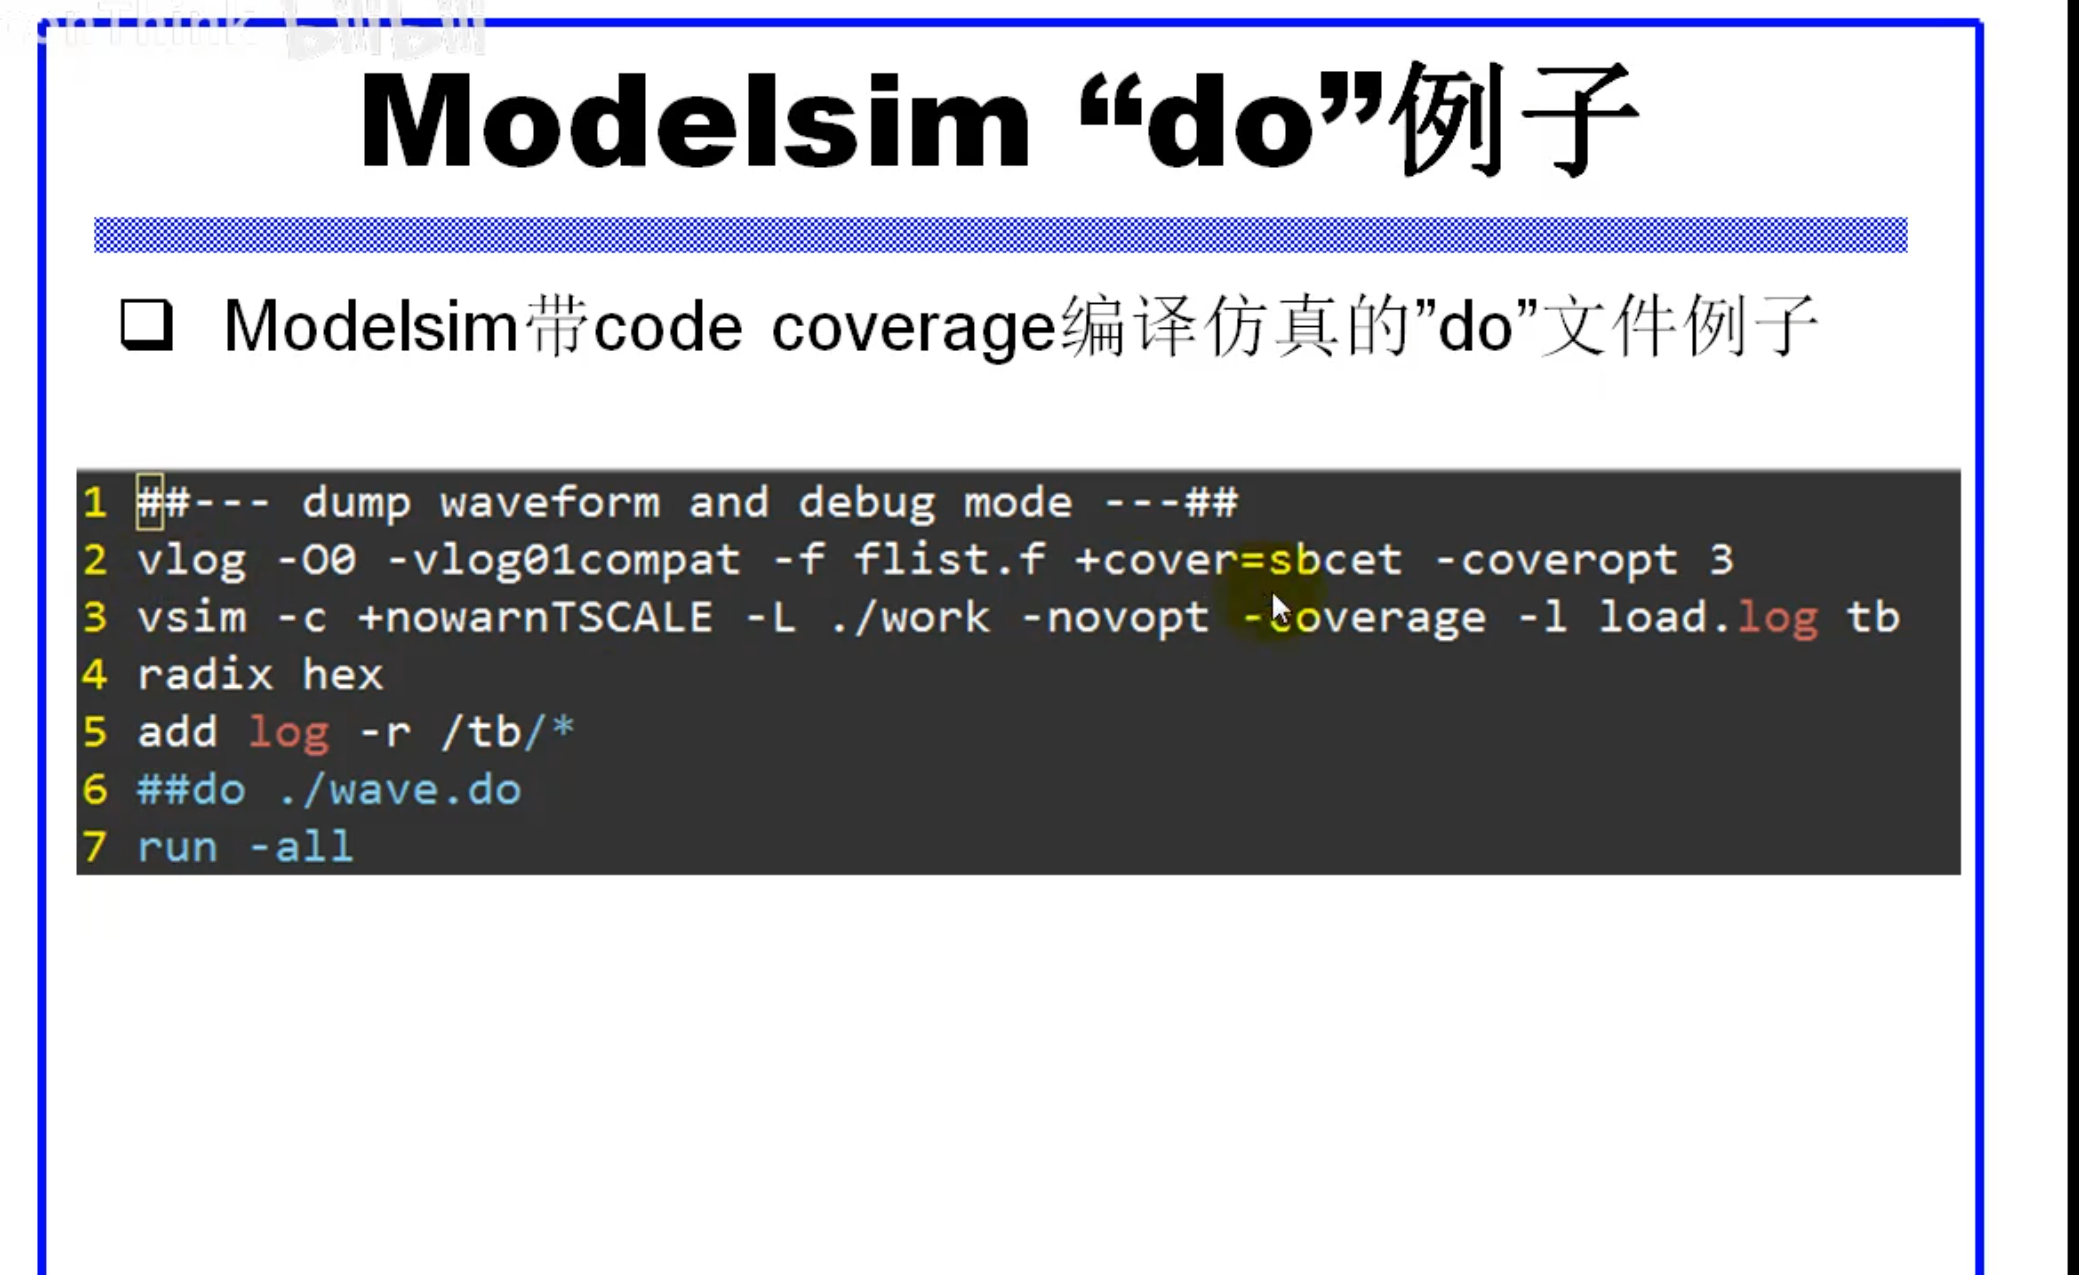 bilibili
Modelsim “do”例子
Modelsim带code coverage编译仿真的”do”文件例子
1 ##--- dump waveform and debug mode ---##
2 vlog -O0 -vlog01compat -f flist.f +cover=sbcet -coveropt 3
3 vsim -c +nowarnTSCALE -L ./work -novopt -coverage -l load.log tb
4 radix hex
5 add log -r /tb/*
6 ##do ./wave.do
7 run -all